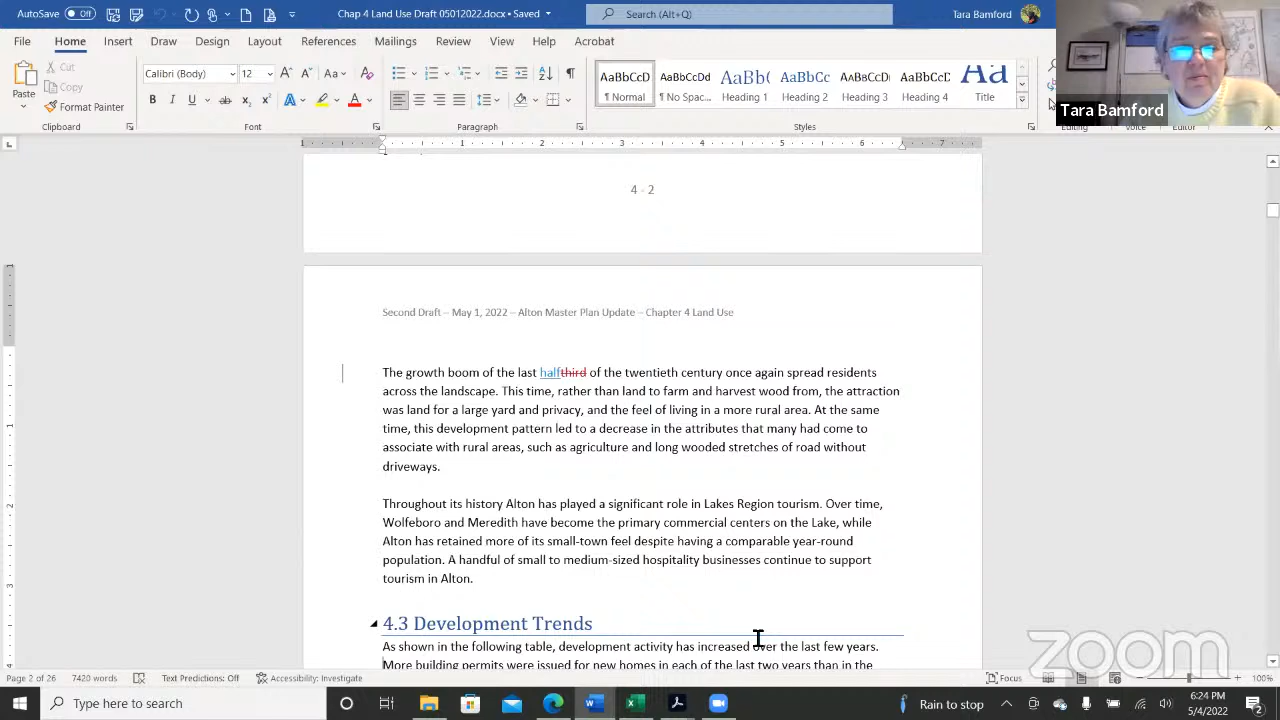 Chap 4 Land Use 05012022.docx • Saved
Search (Alt+Q)
Tara Bamford
File Home Insert Draw Design Layout References Mailings Review View Help Acrobat
Paste
Cut
Copy
Format Painter
Calibri (Body) 12
AaBbCcD AaBbCcDd AaBbC AaBbCc AaBbCcD AaBbCcD Aa
¶ Normal ¶ No Spac... Heading 1 Heading 2 Heading 3 Heading 4 Title
Clipboard Font Paragraph Styles Editing Voice Editor
Tara Bamford
4 - 2
Second Draft – May 1, 2022 – Alton Master Plan Update – Chapter 4 Land Use
The growth boom of the last halfthird of the twentieth century once again spread residents
across the landscape. This time, rather than land to farm and harvest wood from, the attraction
was land for a large yard and privacy, and the feel of living in a more rural area. At the same
time, this development pattern led to a decrease in the attributes that many had come to
associate with rural areas, such as agriculture and long wooded stretches of road without
driveways.
Throughout its history Alton has played a significant role in Lakes Region tourism. Over time,
Wolfeboro and Meredith have become the primary commercial centers on the Lake, while
Alton has retained more of its small-town feel despite having a comparable year-round
population. A handful of small to medium-sized hospitality businesses continue to support
tourism in Alton.
4.3 Development Trends
As shown in the following table, development activity has increased over the last few years.
More building permits were issued for new homes in each of the last two years than in the
zoom
Page 2 of 26 7420 words Text Predictions: Off Accessibility: Investigate Focus 100%
Type here to search
Rain to stop
6:24 PM
5/4/2022
2